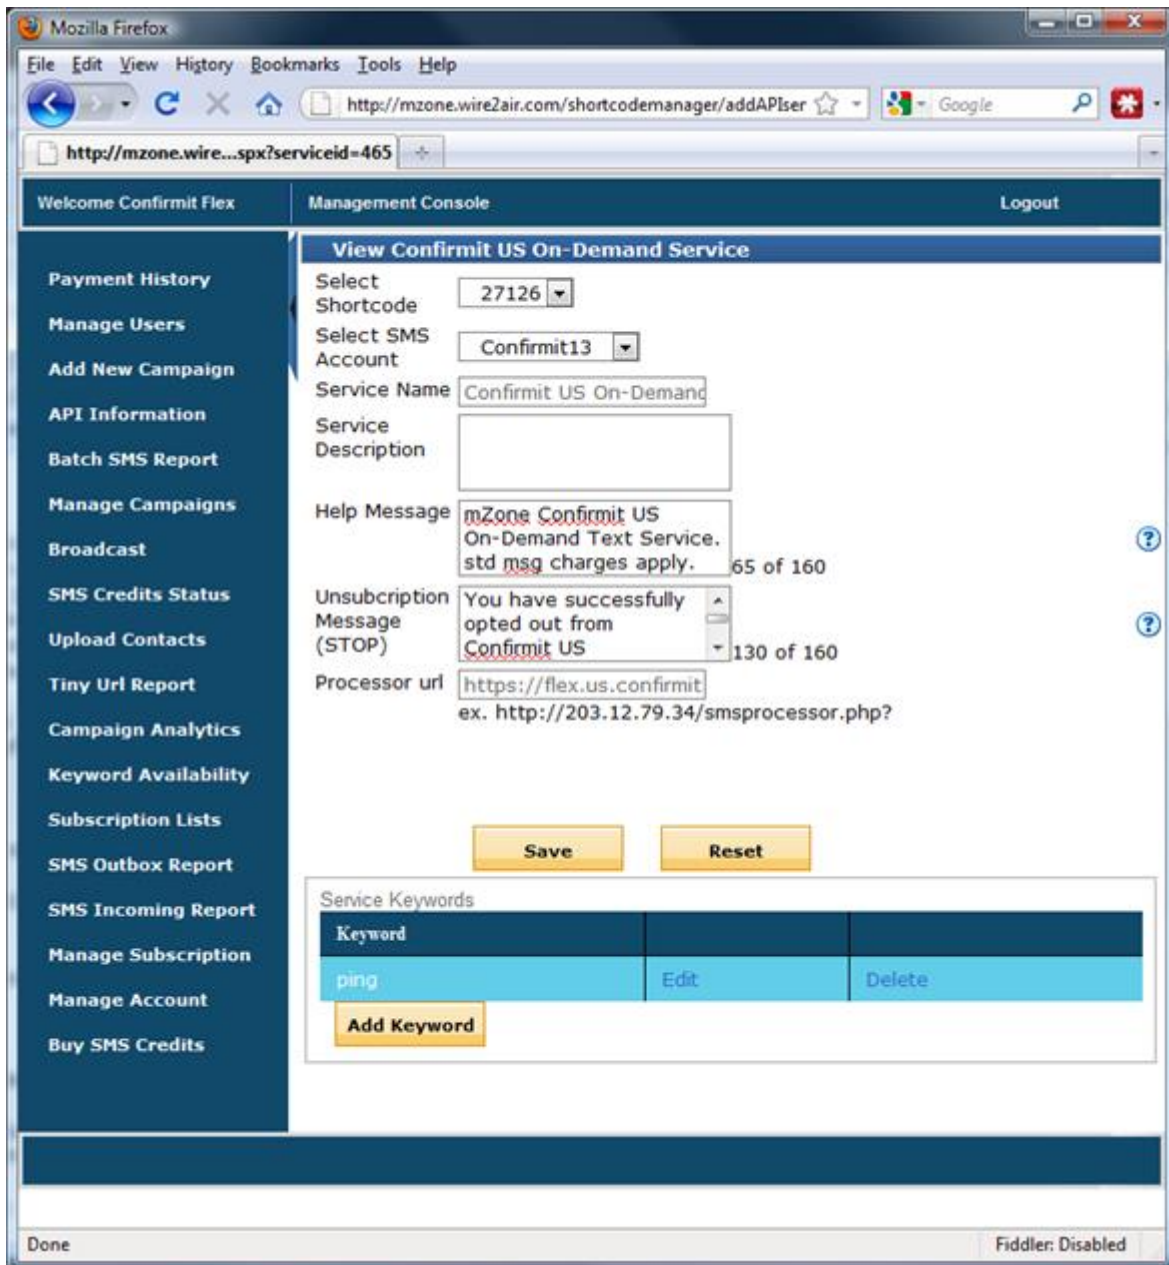 Mozilla Firefox
File Edit View History Bookmarks Tools Help
http://mzone.wire2air.com/shortcodemanager/addAPIser
Google
http://mzone.wire...spx?serviceid=465
Welcome Confirmit Flex
Management Console
Logout
Payment History
Manage Users
Add New Campaign
API Information
Batch SMS Report
Manage Campaigns
Broadcast
SMS Credits Status
Upload Contacts
Tiny Url Report
Campaign Analytics
Keyword Availability
Subscription Lists
SMS Outbox Report
SMS Incoming Report
Manage Subscription
Manage Account
Buy SMS Credits
View Confirmit US On-Demand Service
Select
Shortcode
27126
Select SMS
Account
Confirmit13
Service Name
Confirmit US On-Demand
Service
Description
Help Message
mZone Confirmit US
On-Demand Text Service.
std msg charges apply.
65 of 160
Unsubcription
Message
(STOP)
You have successfully
opted out from
Confirmit US
130 of 160
Processor url
https://flex.us.confirmit
ex. http://203.12.79.34/smsprocessor.php?
Save
Reset
Service Keywords
Keyword
ping Edit Delete
Add Keyword
Done
Fiddler: Disabled